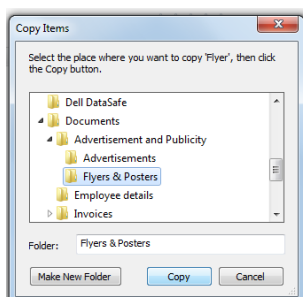 Copy Items
Select the place where you want to copy 'Flyer', then click
the Copy button.
Dell DataSafe
Documents
Advertisement and Publicity
Advertisements
Flyers & Posters
Employee details
Invoices
Folder: Flyers & Posters
Make New Folder Copy Cancel